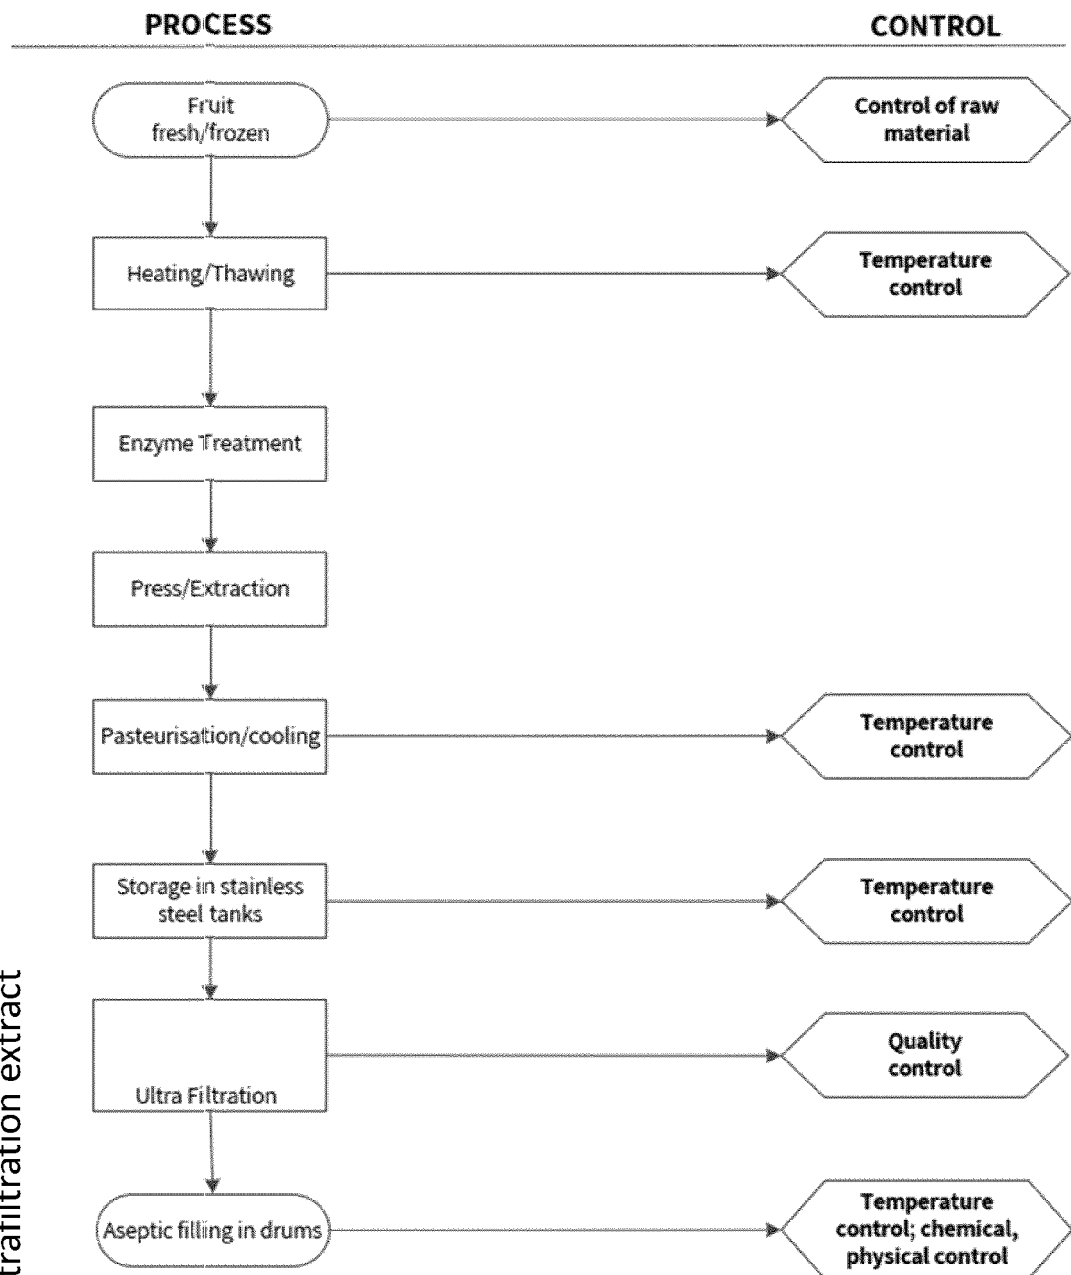 PROCESS
CONTROL
Fruit
fresh/frozen
Control of raw
material
Heating/Thawing
Temperature
control
Enzyme Treatment
Press/Extraction
Pasteurisation/cooling
Temperature
control
Storage in stainless
steel tanks
Temperature
control
Ultra Filtration
Quality
control
Aseptic filling in drums
Temperature
control; chemical,
physical control
trafiltration extract